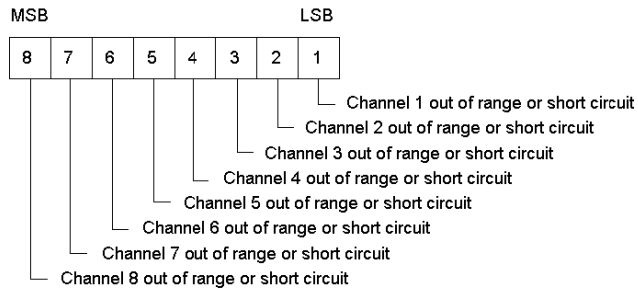 MSB LSB
8 7 6 5 4 3 2 1
Channel 1 out of range or short circuit
Channel 2 out of range or short circuit
Channel 3 out of range or short circuit
Channel 4 out of range or short circuit
Channel 5 out of range or short circuit
Channel 6 out of range or short circuit
Channel 7 out of range or short circuit
Channel 8 out of range or short circuit